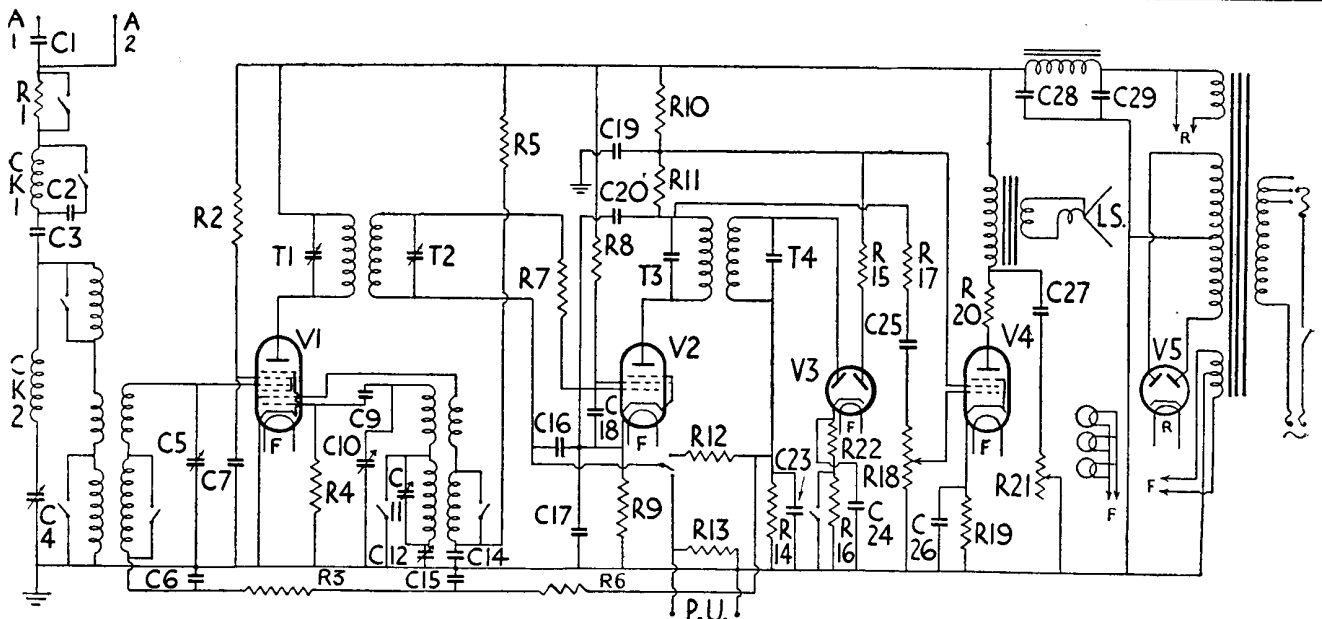 A 1
A 2
C1
R 1
C K 1
C2
C3
C K 2
C 4
C5
C6
C7
R2
R3
T1
T2
V1
F
R4
C9
C10
C 11
C12
C14
C15
R5
R6
R7
R8
C16
C17
C 18
C19
C20
R9
R10
R11
T3
T4
V2
F
R12
R13
P.U.
R 14
C23
V3
F
R 15
R 16
R 17
R22
C 24
C25
R18
C 26
R19
R 20
V4
F
C27
R21
L.S.
C28
C29
R
V5
R
F
F